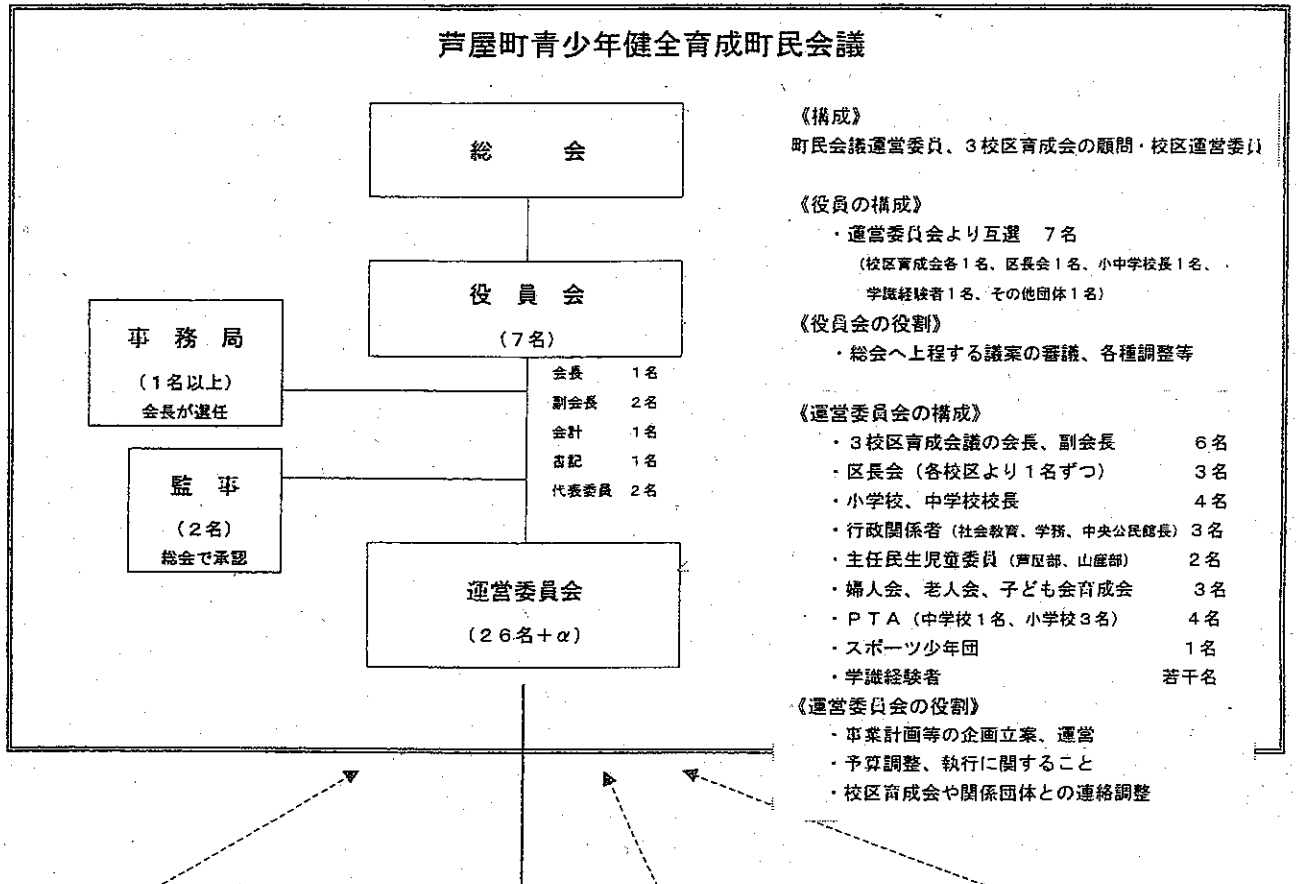 芦屋町青少年健全育成町民会議
総　会
役　員　会
(7名)
会長　1名
副会長　2名
会計　1名
書記　1名
代表委員　2名
事　務　局
(1名以上)
会長が選任
監　事
(2名)
総会で承認
運営委員会
(26名+α)
《構成》
町民会議運営委員、3校区育成会の顧問・校区運営委員
《役員の構成》
・運営委員会より互選　7名
(校区育成会各1名、区長会1名、小中学校長1名、
学識経験者1名、その他団体1名)
《役員会の役割》
・総会へ上程する議案の審議、各種調整等
《運営委員会の構成》
・3校区育成会議の会長、副会長　6名
・区長会(各校区より1名ずつ)　3名
・小学校、中学校校長　4名
・行政関係者(社会教育、学務、中央公民館長)3名
・主任民生児童委員(芦屋部、山鹿部)　2名
・婦人会、老人会、子ども会育成会　3名
・PTA(中学校1名、小学校3名)　4名
・スポーツ少年団　1名
・学識経験者　若干名
《運営委員会の役割》
・事業計画等の企画立案、運営
・予算調整、執行に関すること
・校区育成会や関係団体との連絡調整